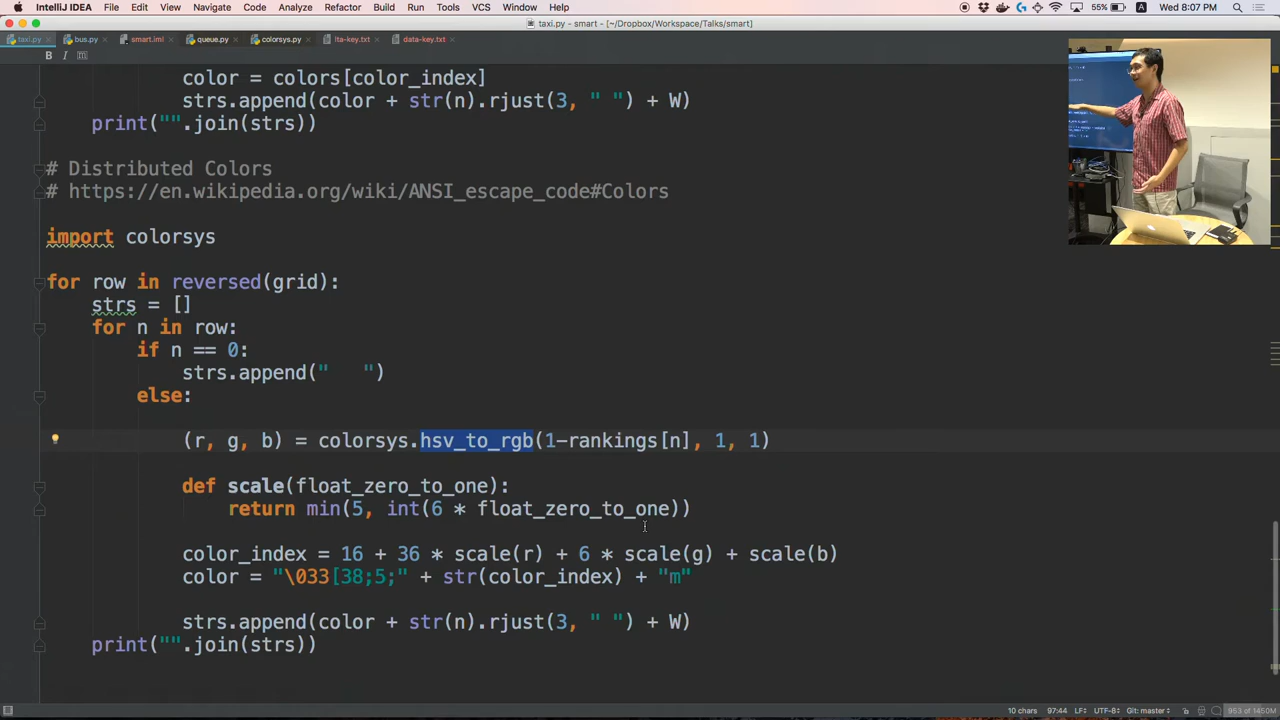 IntelliJ IDEA File Edit View Navigate Code Analyze Refactor Build Run Tools VCS Window Help 55% Wed 8:07 PM
taxi.py - smart - [~/Dropbox/Workspace/Talks/smart]
taxi.py bus.py smart.iml queue.py colorsys.py lta-key.txt data-key.txt
B I m
color = colors[color_index]
strs.append(color + str(n).rjust(3, " ") + W)
print("".join(strs))
# Distributed Colors
# https://en.wikipedia.org/wiki/ANSI_escape_code#Colors
import colorsys
for row in reversed(grid):
strs = []
for n in row:
if n == 0:
strs.append("   ")
else:
(r, g, b) = colorsys.hsv_to_rgb(1-rankings[n], 1, 1)
def scale(float_zero_to_one):
return min(5, int(6 * float_zero_to_one))
color_index = 16 + 36 * scale(r) + 6 * scale(g) + scale(b)
color = "\033[38;5;" + str(color_index) + "m"
strs.append(color + str(n).rjust(3, " ") + W)
print("".join(strs))
10 chars 97:44 LF÷ UTF-8÷ Git: master÷ 953 of 1450M